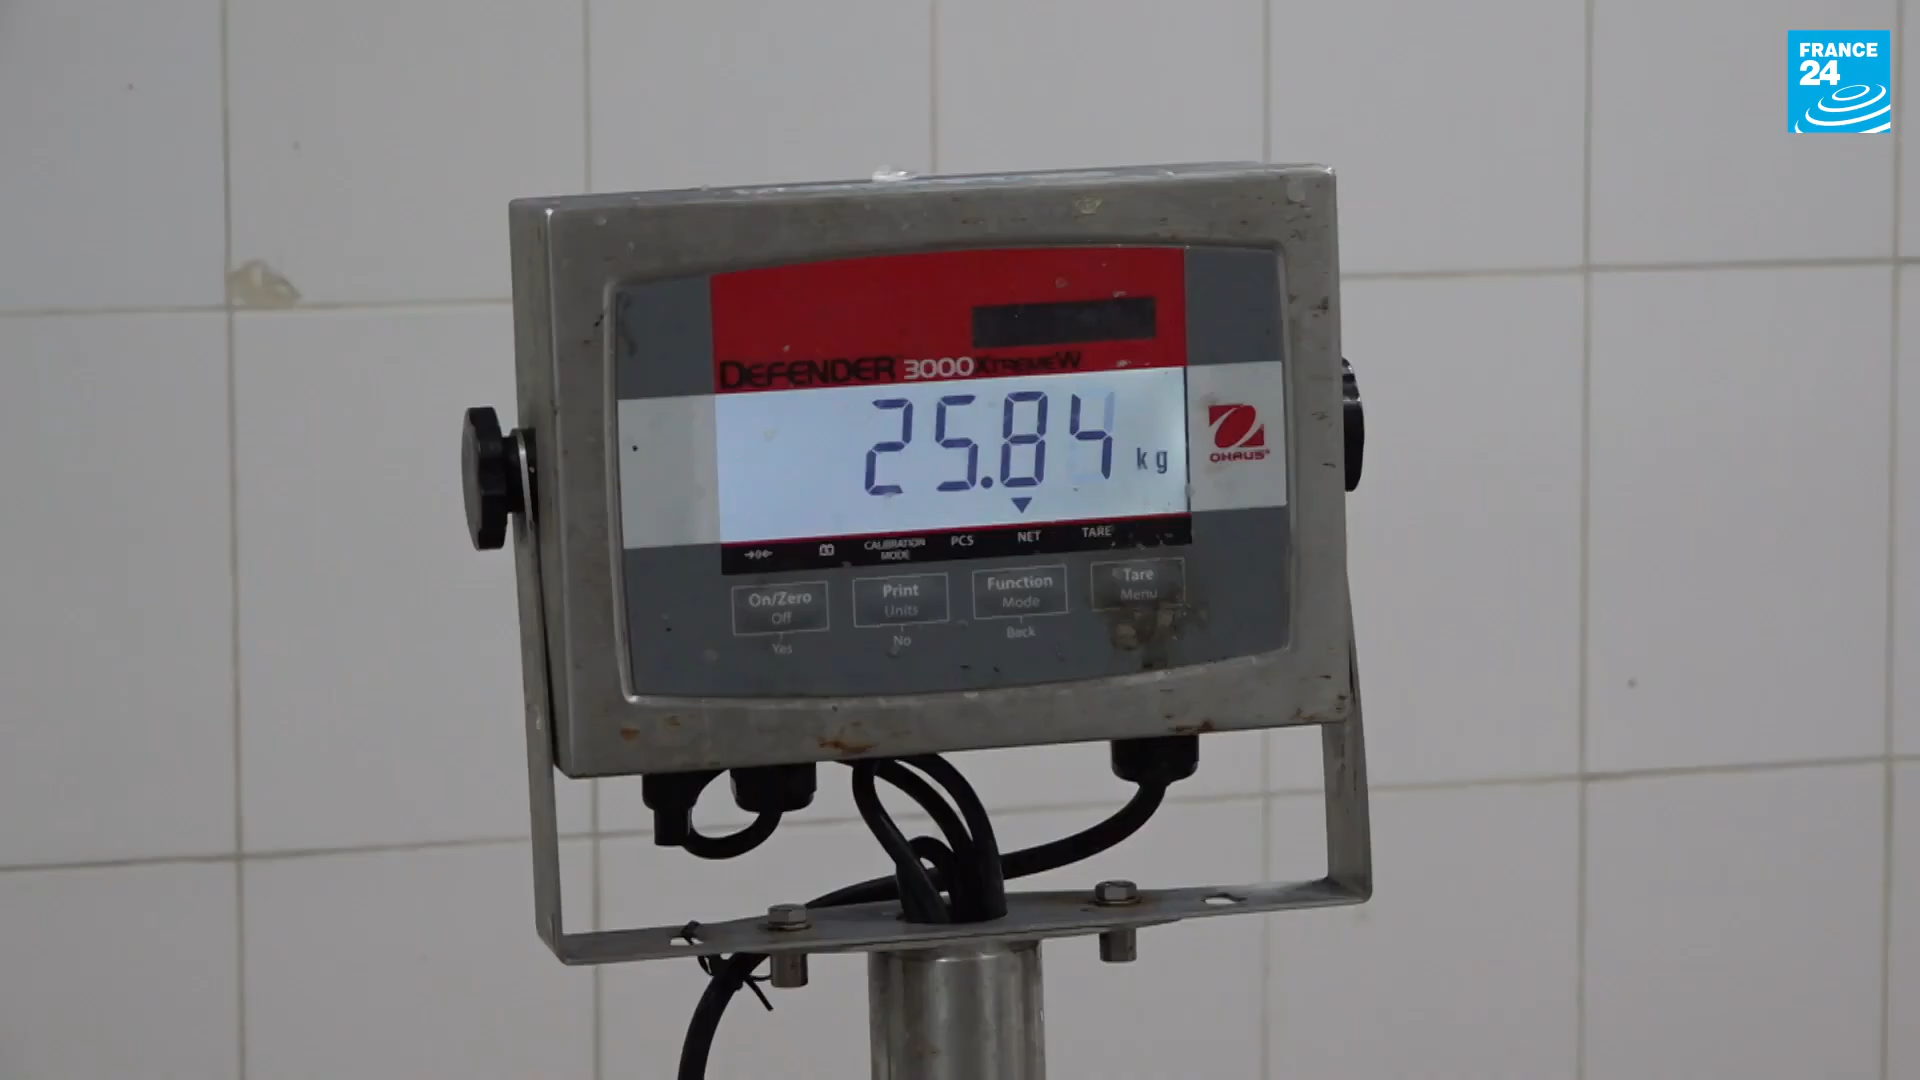 FRANCE
24
DEFENDER 3000 XTREMEW
25.84 kg
OHAUS
CALIBRATION
MODE
PCS
NET
TARE
On/Zero
Off
Yes
Print
Units
No
Function
Mode
Back
Tare
Menu